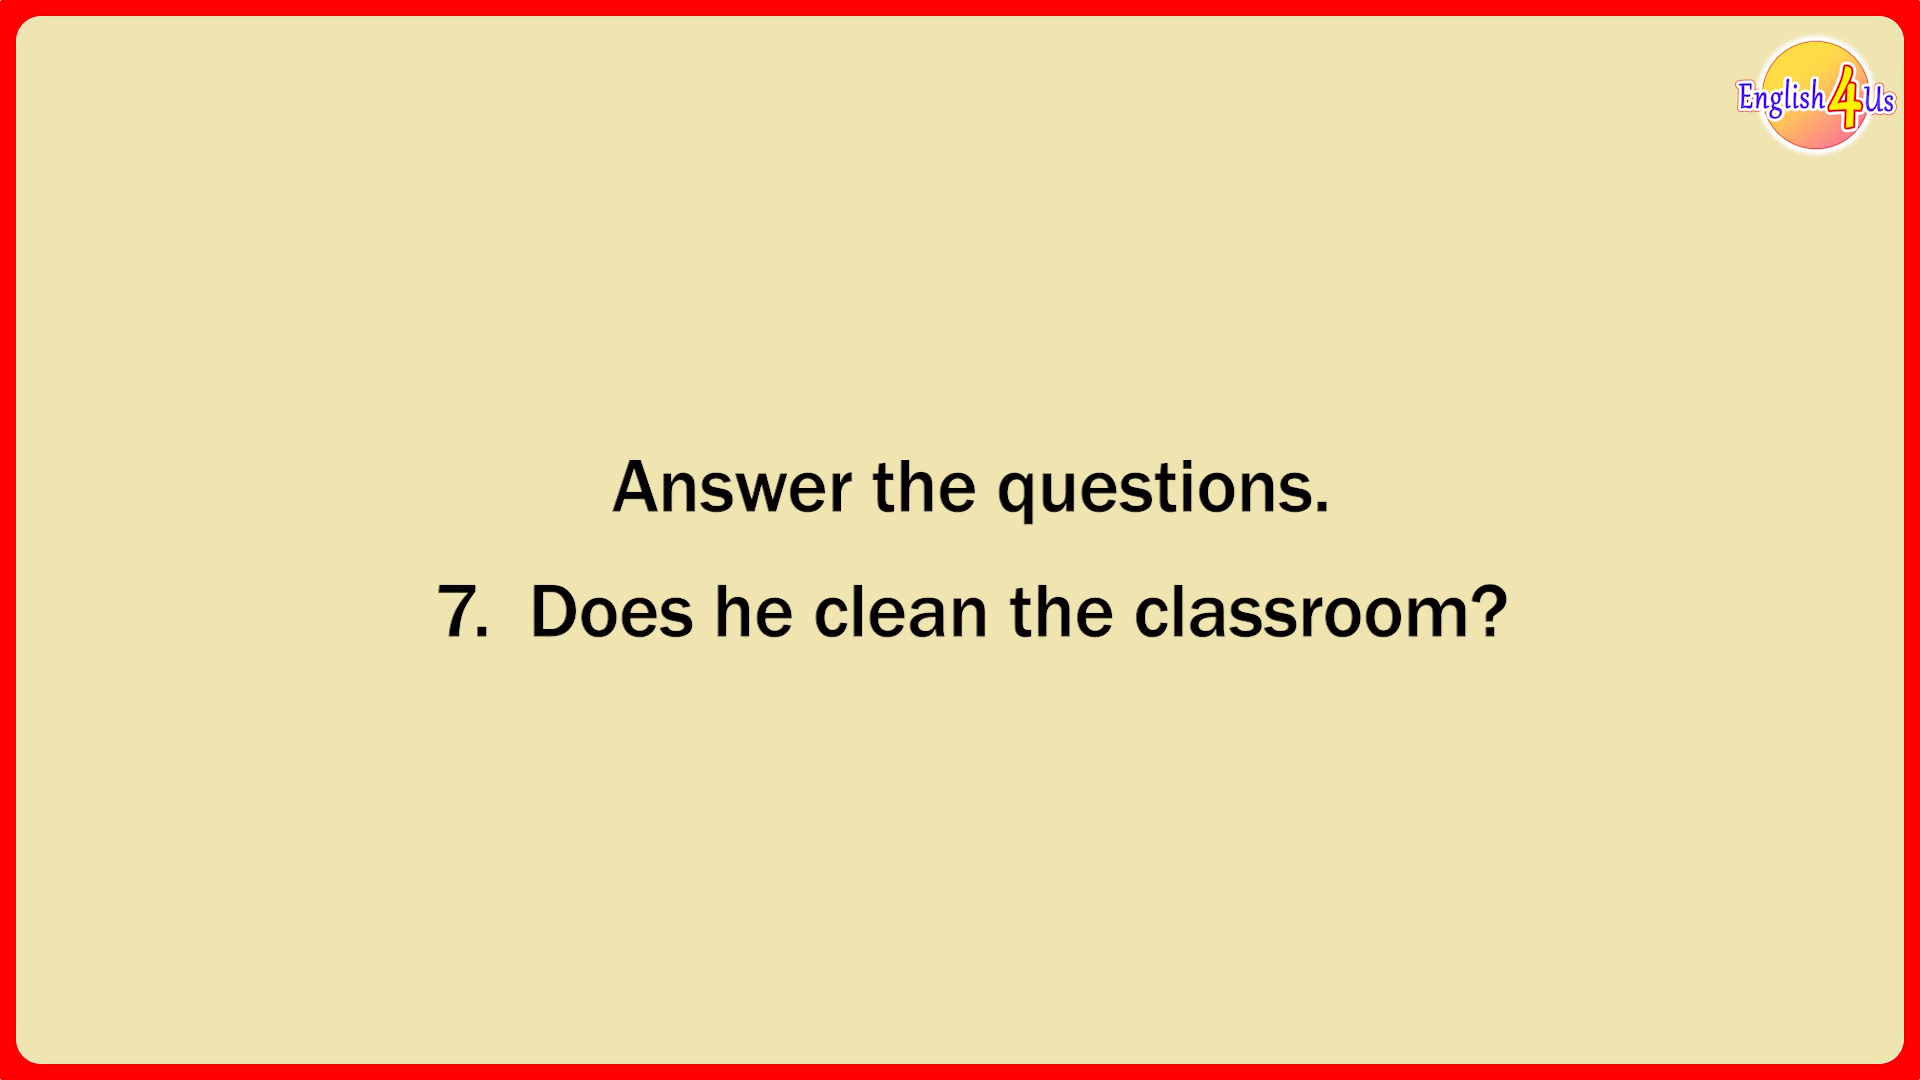 English4Us
Answer the questions.
7. Does he clean the classroom?